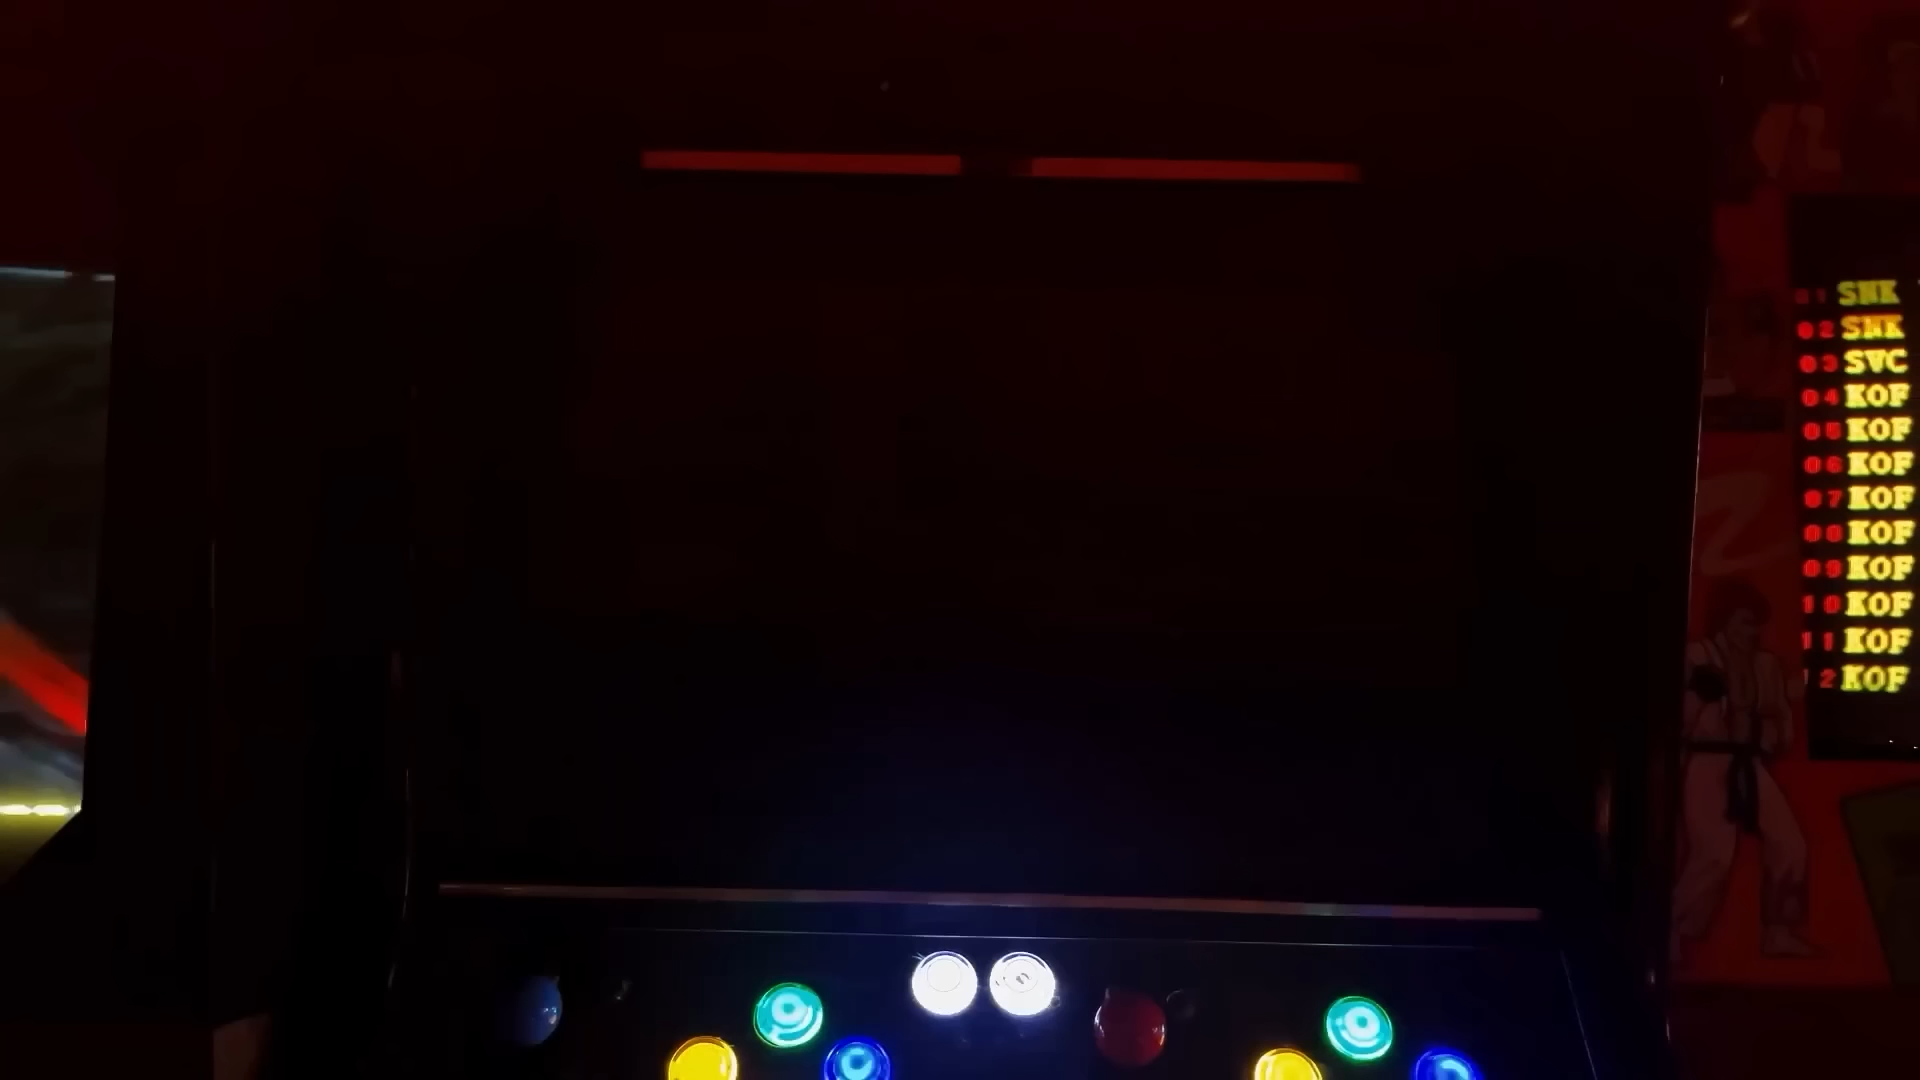 01 SNK
02 SNK
03 SVC
04 KOF
05 KOF
06 KOF
07 KOF
08 KOF
09 KOF
10 KOF
11 KOF
12 KOF